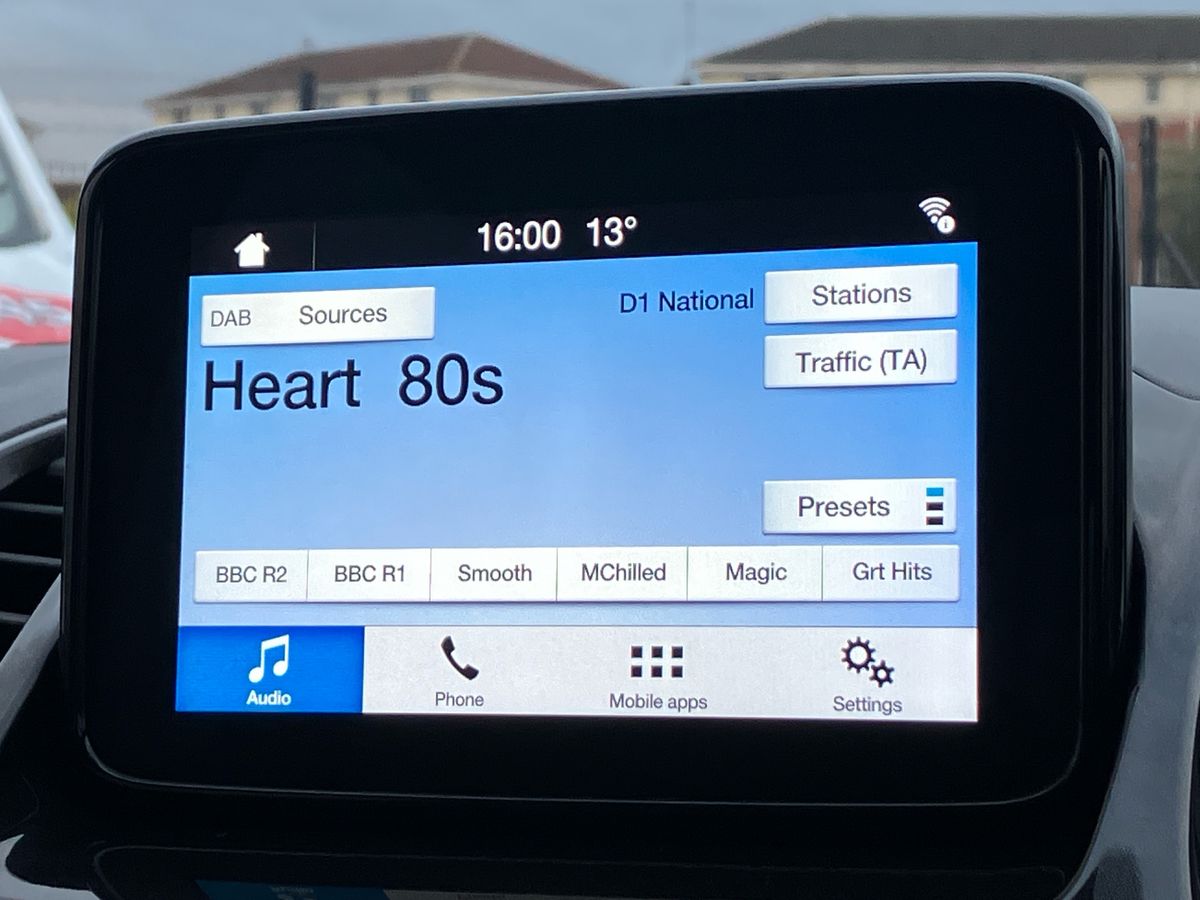 16:00 13°
DAB Sources
D1 National
Stations
Traffic (TA)
Heart 80s
Presets
BBC R2 BBC R1 Smooth MChilled Magic Grt Hits
Audio Phone Mobile apps Settings